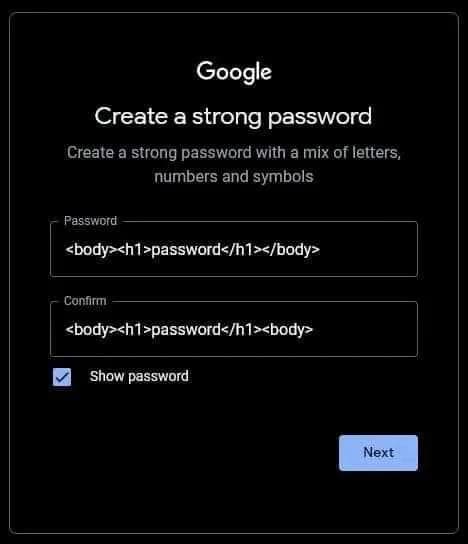 Google
Create a strong password
Create a strong password with a mix of letters,
numbers and symbols
Password
<body><h1>password</h1></body>
Confirm
<body><h1>password</h1><body>
Show password
Next